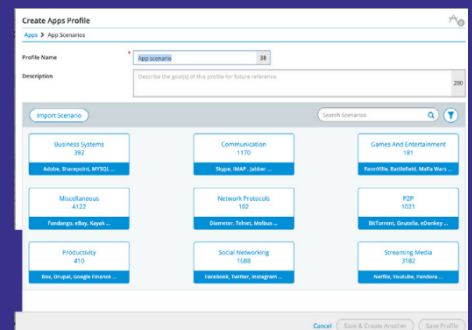 Create Apps Profile
Apps > App Scenarios
Profile Name * App scenario 38
Description Describe the goal(s) of this profile for future reference. 280
Import Scenario Search Scenarios
Business Systems Communication Games And Entertainment
392 1170 181
Adobe, Sharepoint, MYSQL ... Skype, IMAP, Jabber ... FarmVille, Battlefield, Mafia Wars ...
Miscellaneous Network Protocols P2P
4122 102 1021
Fandango, eBay, Kayak ... Diameter, Telnet, Modbus ... BitTorrent, Gnutella, eDonkey ...
Productivity Social Networking Streaming Media
410 1688 3182
Box, Drupal, Google Finance ... Facebook, Twitter, Instagram ... Netflix, Youtube, Pandora ...
Cancel Save & Create Another Save Profile